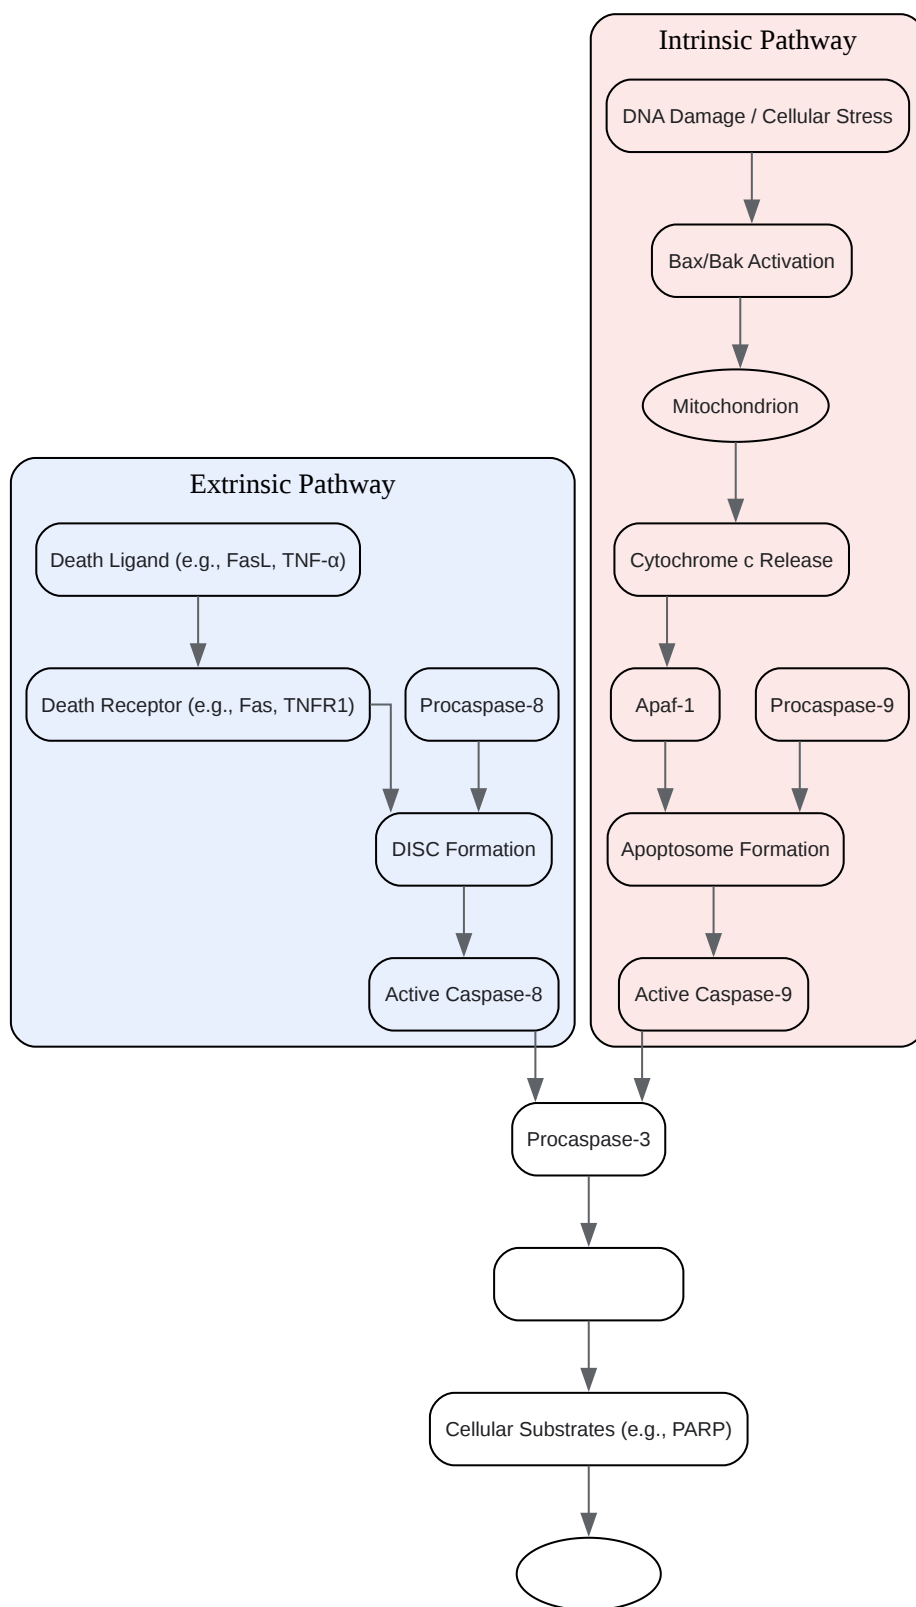 Intrinsic Pathway
DNA Damage / Cellular Stress
Bax/Bak Activation
Mitochondrion
Cytochrome c Release
Apaf-1
Procaspase-9
Apoptosome Formation
Active Caspase-9
Extrinsic Pathway
Death Ligand (e.g., FasL, TNF-α)
Death Receptor (e.g., Fas, TNFR1)
Procaspase-8
DISC Formation
Active Caspase-8
Procaspase-3
Cellular Substrates (e.g., PARP)